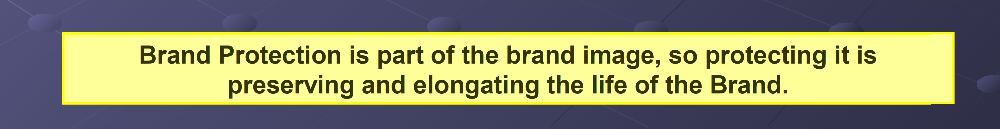 Brand Protection is part of the brand image, so protecting it is
preserving and elongating the life of the Brand.